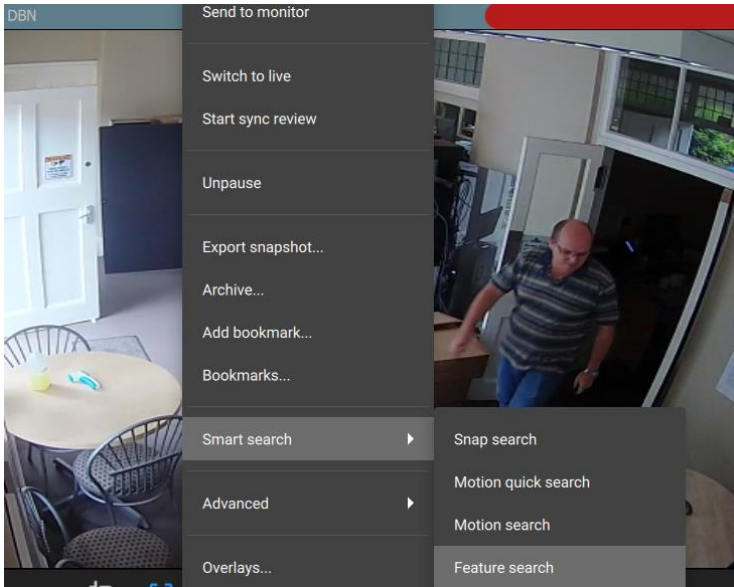 DBN
Send to monitor
Switch to live
Start sync review
Unpause
Export snapshot...
Archive...
Add bookmark...
Bookmarks...
Smart search
Snap search
Motion quick search
Motion search
Advanced
Feature search
Overlays...